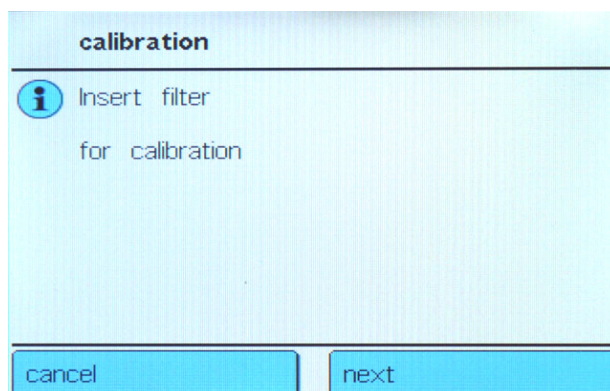 calibration
Insert filter
for calibration
cancel
next